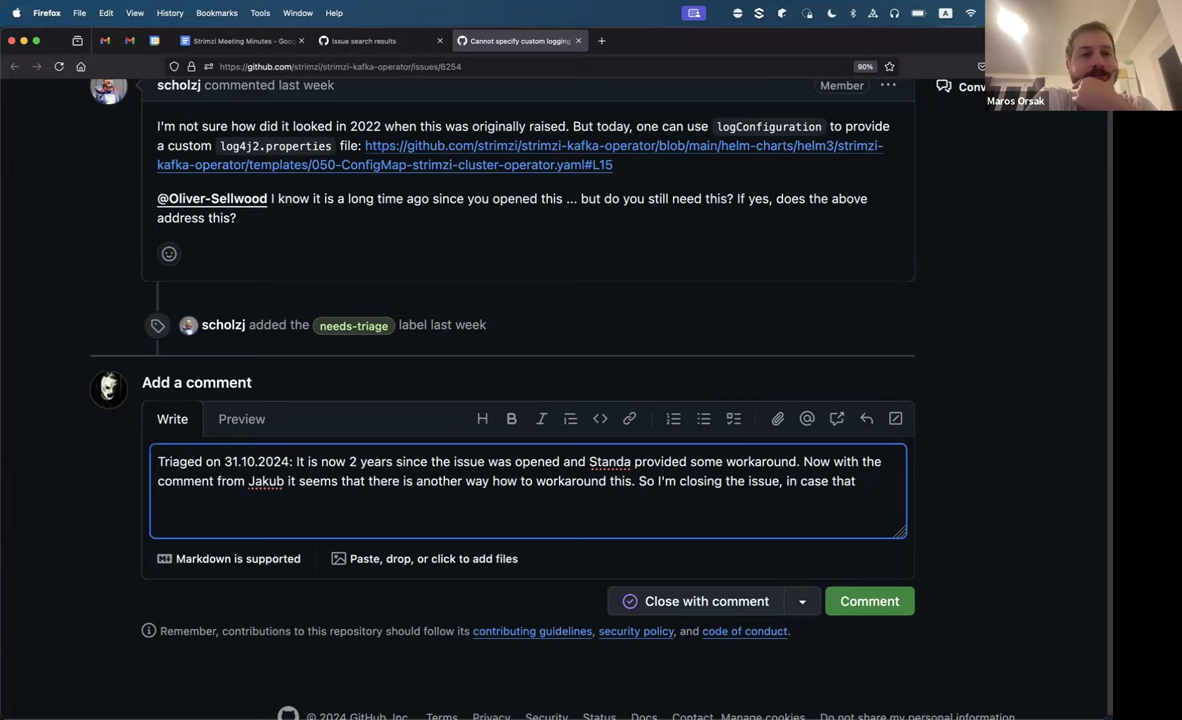 Firefox File Edit View History Bookmarks Tools Window Help
Strimzi Meeting Minutes - Goo
Issue search results
Cannot specify custom logging
https://github.com/strimzi/strimzi-kafka-operator/issues/6254
90%
Maros Orsak
scholzj commented last week
Member
Conv
I'm not sure how did it looked in 2022 when this was originally raised. But today, one can use logConfiguration to provide
a custom log4j2.properties file: https://github.com/strimzi/strimzi-kafka-operator/blob/main/helm-charts/helm3/strimzi-
kafka-operator/templates/050-ConfigMap-strimzi-cluster-operator.yaml#L15
@Oliver-Sellwood I know it is a long time ago since you opened this ... but do you still need this? If yes, does the above
address this?
scholzj added the needs-triage label last week
Add a comment
Write Preview
Triaged on 31.10.2024: It is now 2 years since the issue was opened and Standa provided some workaround. Now with the
comment from Jakub it seems that there is another way how to workaround this. So I'm closing the issue, in case that
Markdown is supported
Paste, drop, or click to add files
Close with comment
Comment
Remember, contributions to this repository should follow its contributing guidelines, security policy, and code of conduct.
© 2024 GitHub, Inc. Terms Privacy Security Status Docs Contact Manage cookies Do not share my personal information